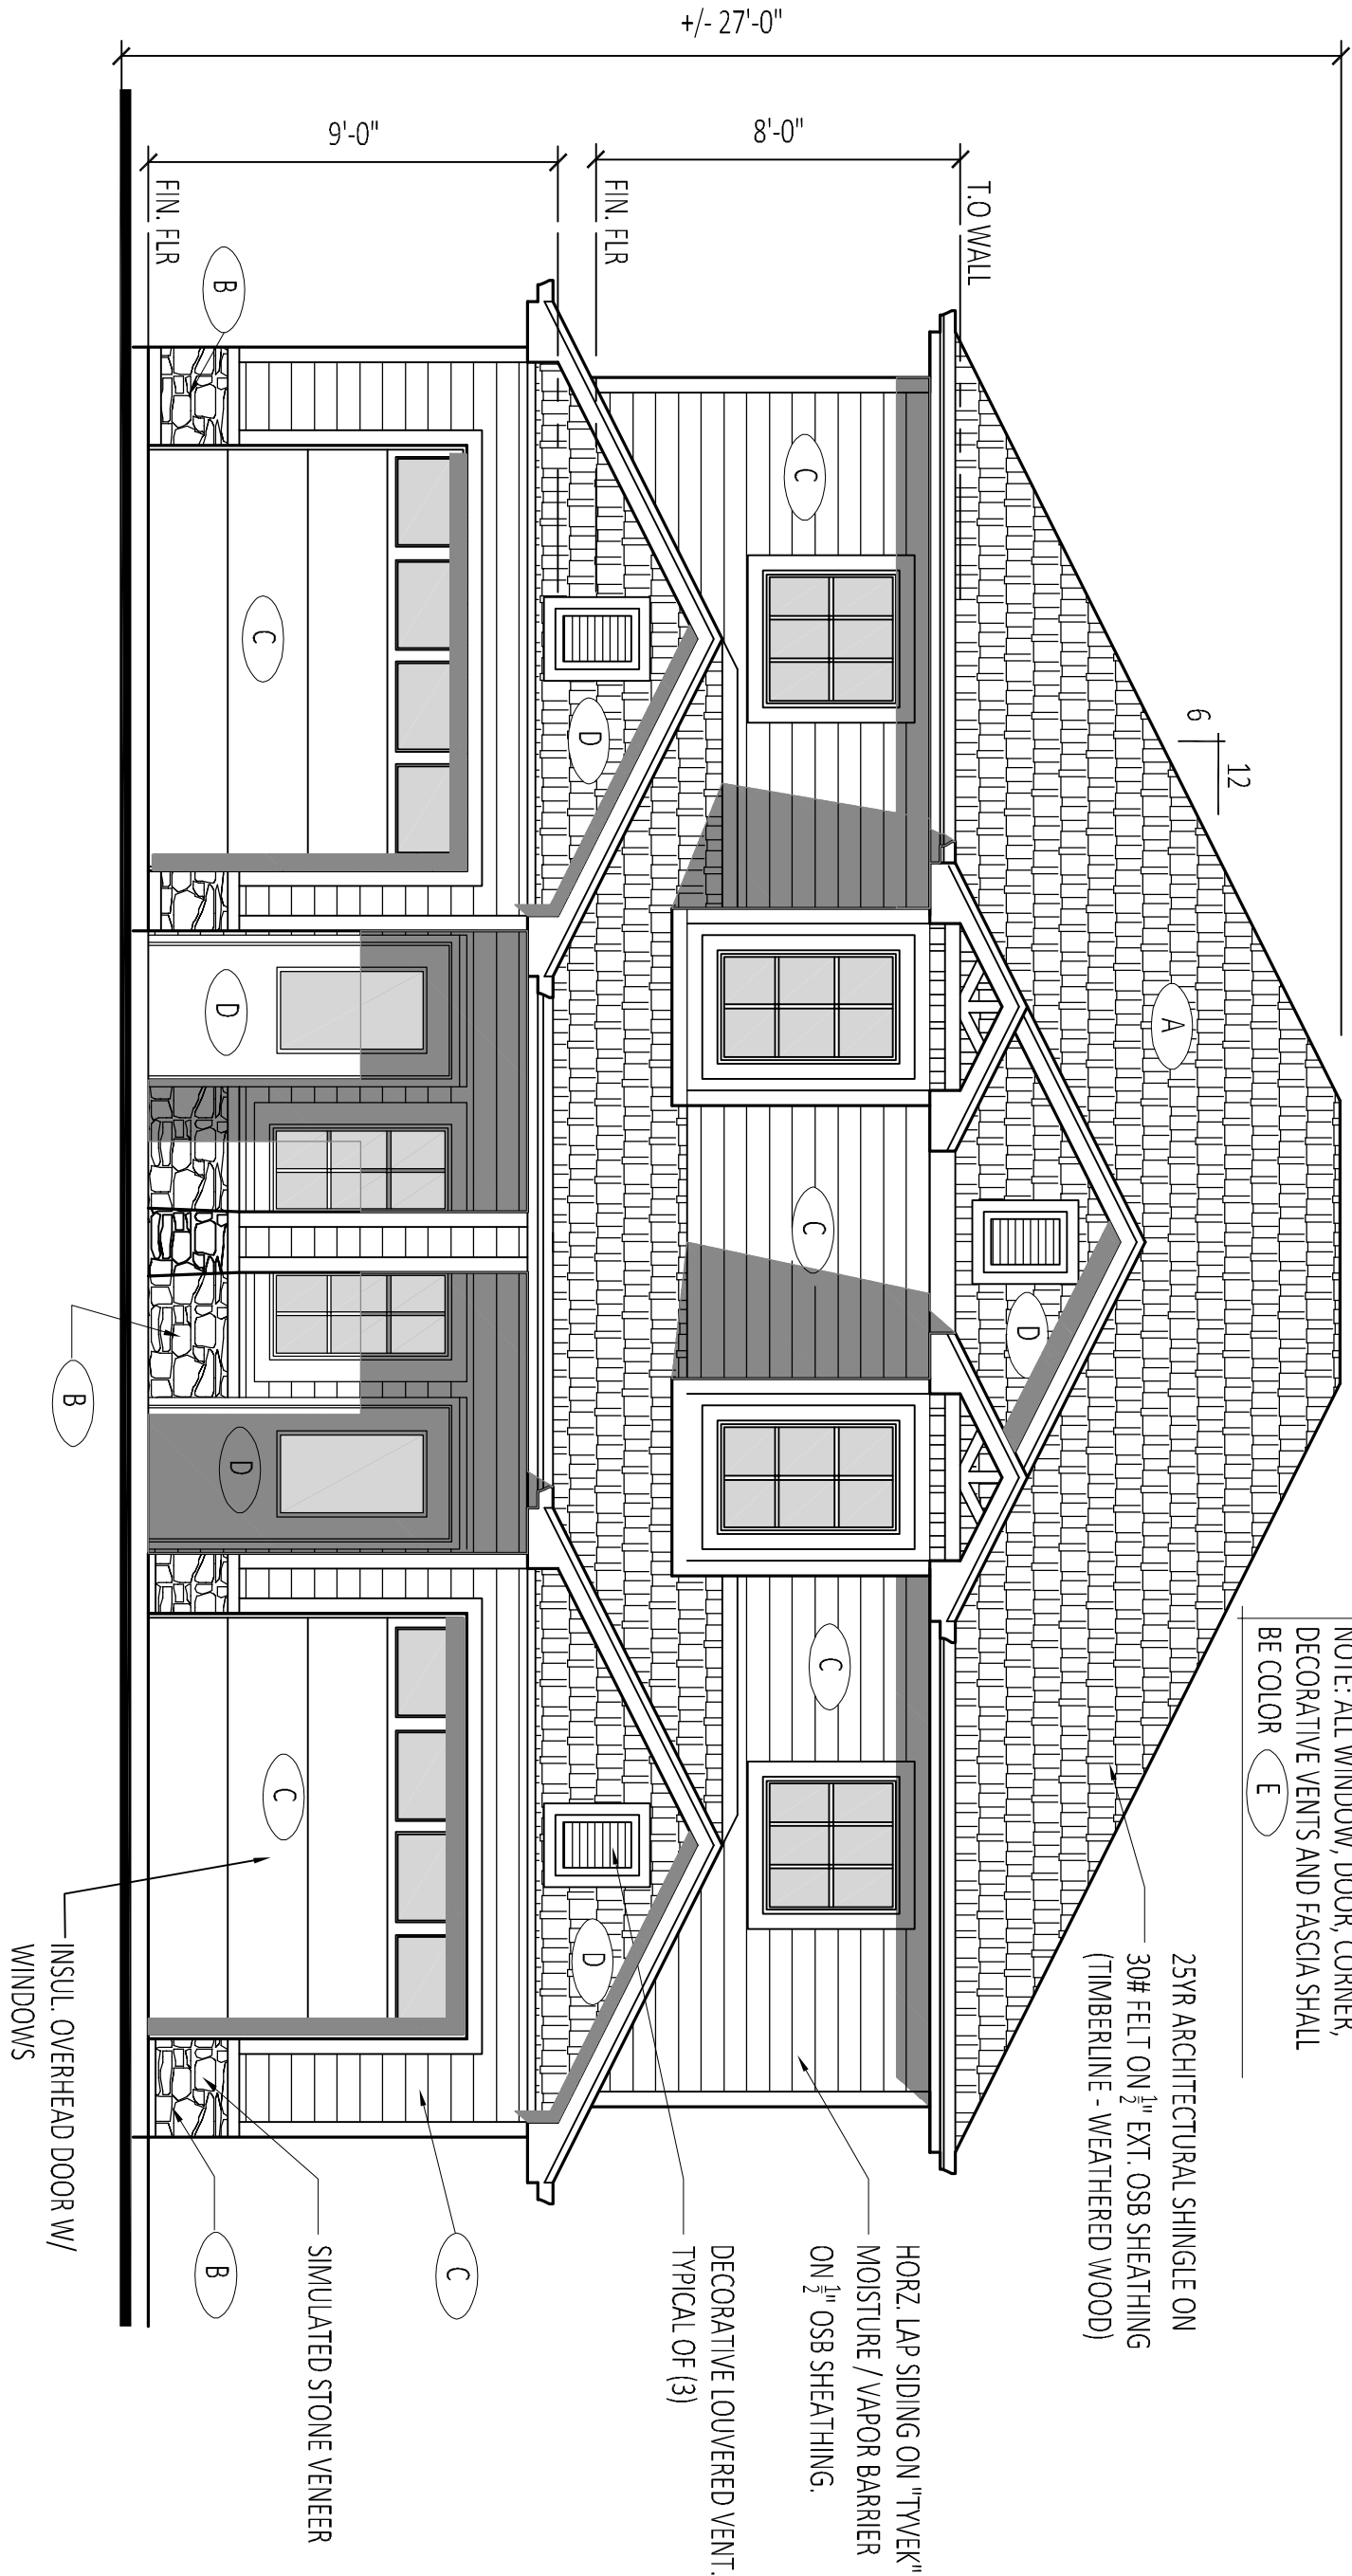 NOTE: ALL WINDOW, DOOR, CORNER,
DECORATIVE VENTS AND FASCIA SHALL
BE COLOR E
25YR ARCHITECTURAL SHINGLE ON
30# FELT ON 1/2" EXT. OSB SHEATHING
(TIMBERLINE - WEATHERED WOOD)
12
6
A
+/- 27'-0"
T.O WALL
8'-0"
FIN. FLR
9'-0"
FIN. FLR
HORZ. LAP SIDING ON "TYVEK"
MOISTURE / VAPOR BARRIER
ON 1/2" OSB SHEATHING.
DECORATIVE LOUVERED VENT.
TYPICAL OF (3)
D
C
C
C
D
D
C
C
C
D
D
B
B
B
SIMULATED STONE VENEER
INSUL. OVERHEAD DOOR W/
WINDOWS